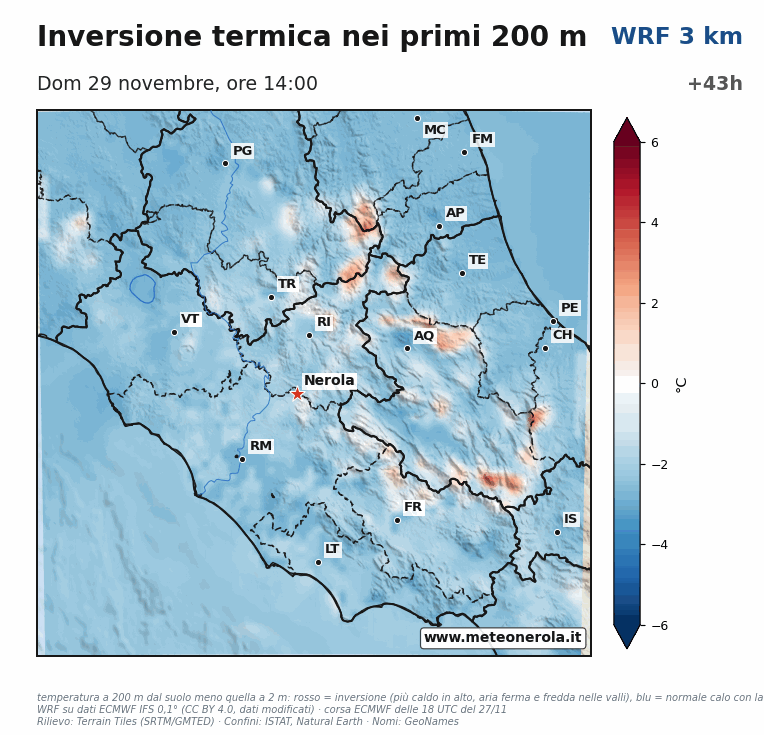 Inversione termica nei primi 200 m
WRF 3 km
Dom 29 novembre, ore 14:00
+43h
MC
FM
PG
AP
TE
TR
PE
VT
RI
AQ
CH
Nerola
RM
FR
IS
LT
www.meteonerola.it
6
4
2
0
−2
−4
−6
°C
temperatura a 200 m dal suolo meno quella a 2 m: rosso = inversione (più caldo in alto, aria ferma e fredda nelle valli), blu = normale calo con la
WRF su dati ECMWF IFS 0,1° (CC BY 4.0, dati modificati) · corsa ECMWF delle 18 UTC del 27/11
Rilievo: Terrain Tiles (SRTM/GMTED) · Confini: ISTAT, Natural Earth · Nomi: GeoNames